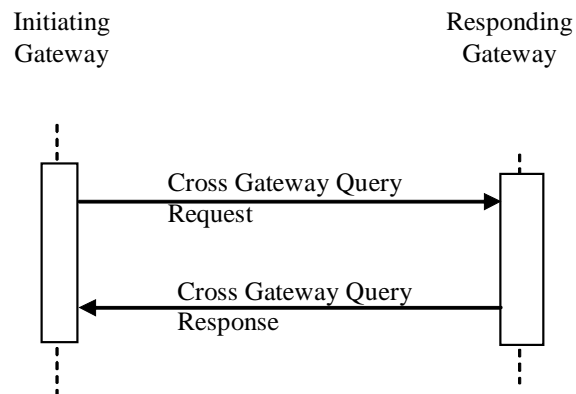 Initiating
Gateway
Responding
Gateway
Cross Gateway Query
Request
Cross Gateway Query
Response